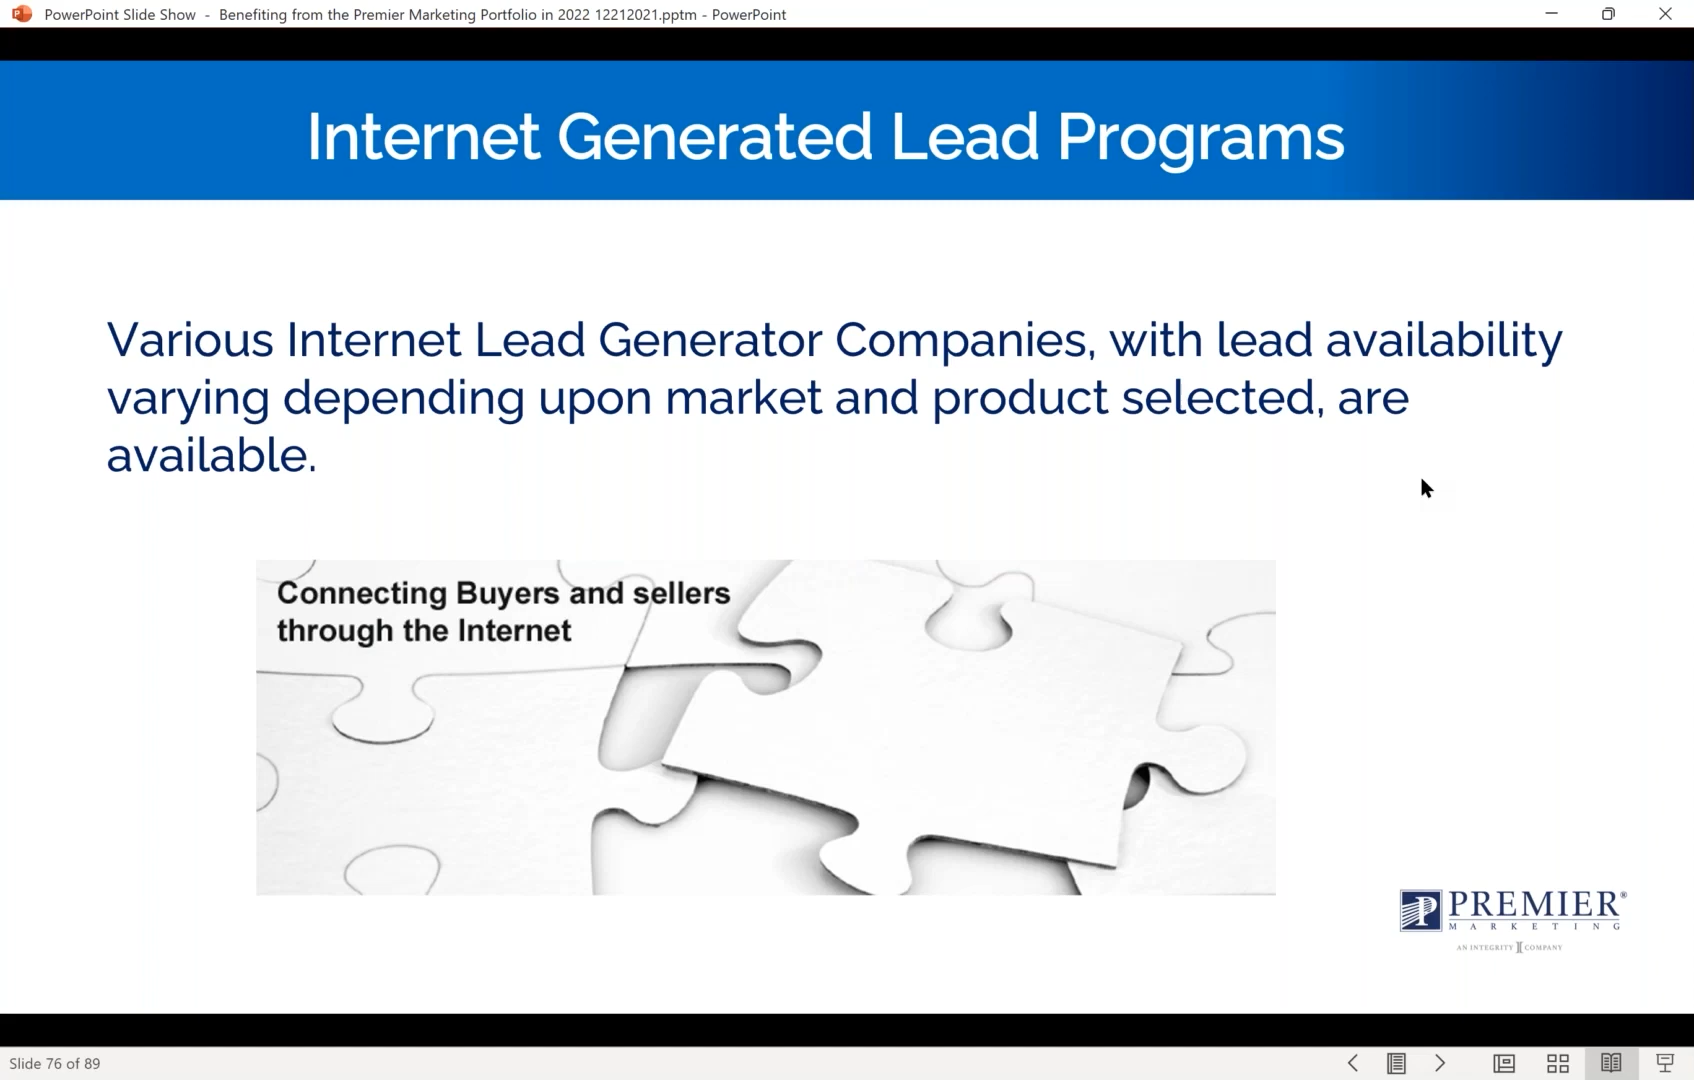 PowerPoint Slide Show - Benefiting from the Premier Marketing Portfolio in 2022 12212021.pptm - PowerPoint
Internet Generated Lead Programs
Various Internet Lead Generator Companies, with lead availability
varying depending upon market and product selected, are
available.
Connecting Buyers and sellers
through the Internet
PREMIER®
MARKETING
AN INTEGRITY COMPANY
Slide 76 of 89